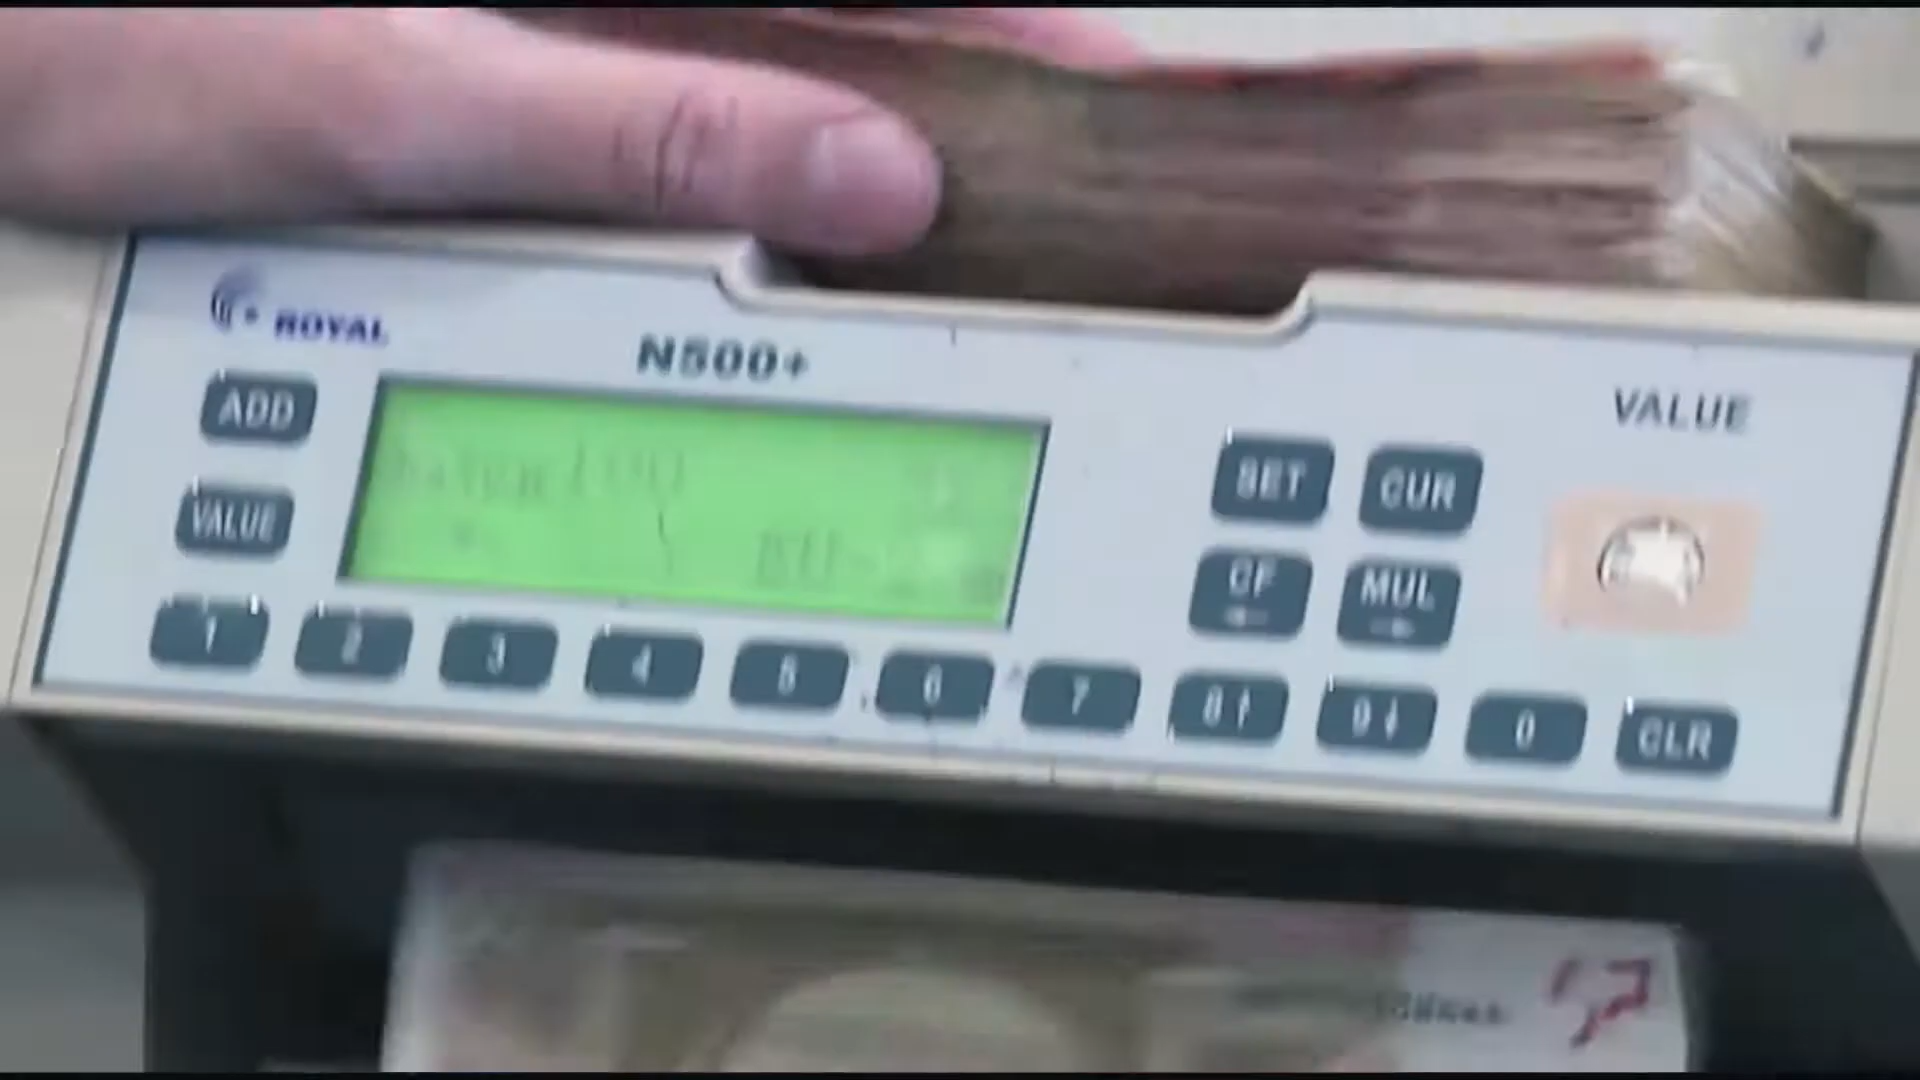 ROYAL
N500+
VALUE
ADD
SET CUR
VALUE
CF MUL
1 2 3 4 5 6 7 8↑ 9↓ 0 CLR